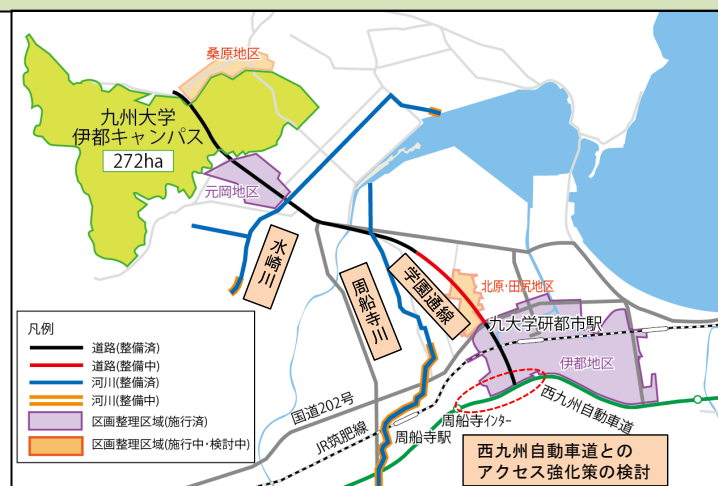 桑原地区
九州大学
伊都キャンパス
272ha
元岡地区
水崎川
周船寺川
学園通線
北原・田尻地区
九大学研都市駅
伊都地区
凡例
道路(整備済)
道路(整備中)
河川(整備済)
河川(整備中)
区画整理区域(施行済)
区画整理区域(施行中・検討中)
国道202号
JR筑肥線
周船寺駅
周船寺インター
西九州自動車道
西九州自動車道との
アクセス強化策の検討